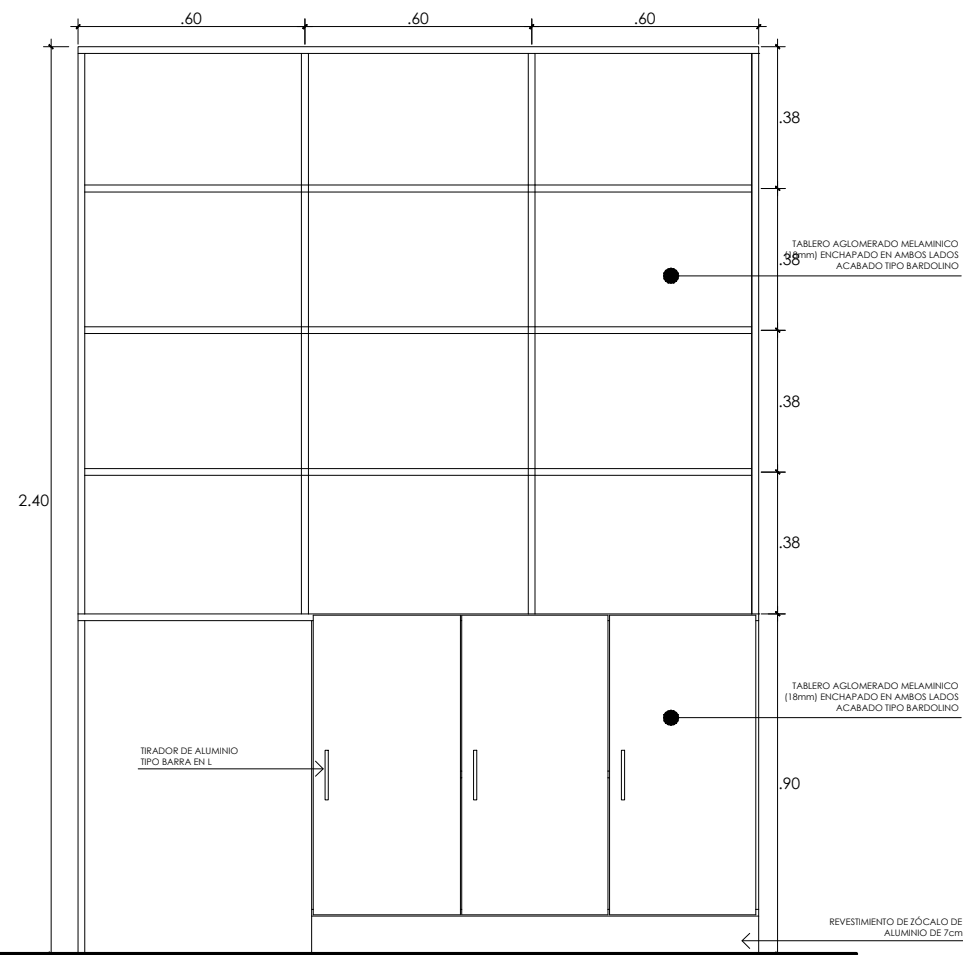 .60
.60
.60
.38
TABLERO AGLOMERADO MELAMINICO
(18mm) ENCHAPADO EN AMBOS LADOS
ACABADO TIPO BARDOLINO
.38
.38
2.40
.38
TABLERO AGLOMERADO MELAMINICO
(18mm) ENCHAPADO EN AMBOS LADOS
ACABADO TIPO BARDOLINO
TIRADOR DE ALUMINIO
TIPO BARRA EN L
.90
REVESTIMIENTO DE ZÓCALO DE
ALUMINIO DE 7cm